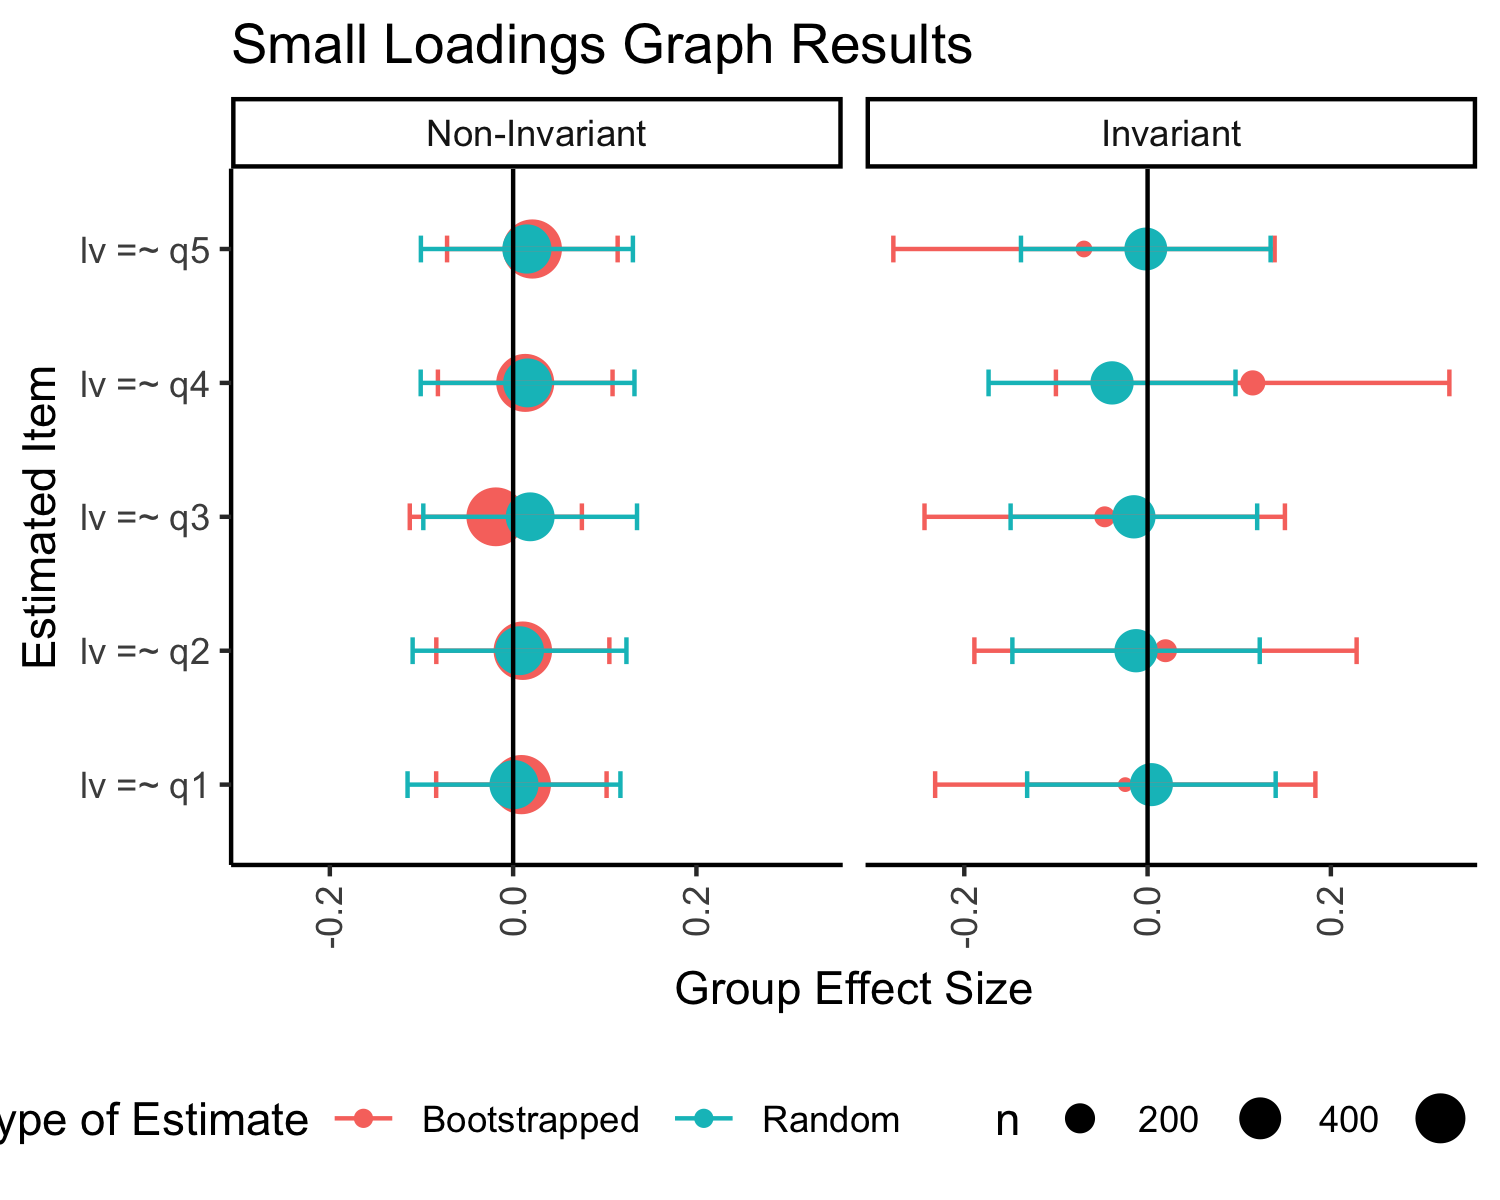 Small Loadings Graph Results
Non-Invariant
Invariant
Estimated Item
lv =~ q5
lv =~ q4
lv =~ q3
lv =~ q2
lv =~ q1
-0.2
0.0
0.2
-0.2
0.0
0.2
Group Effect Size
ype of Estimate Bootstrapped Random n 200 400